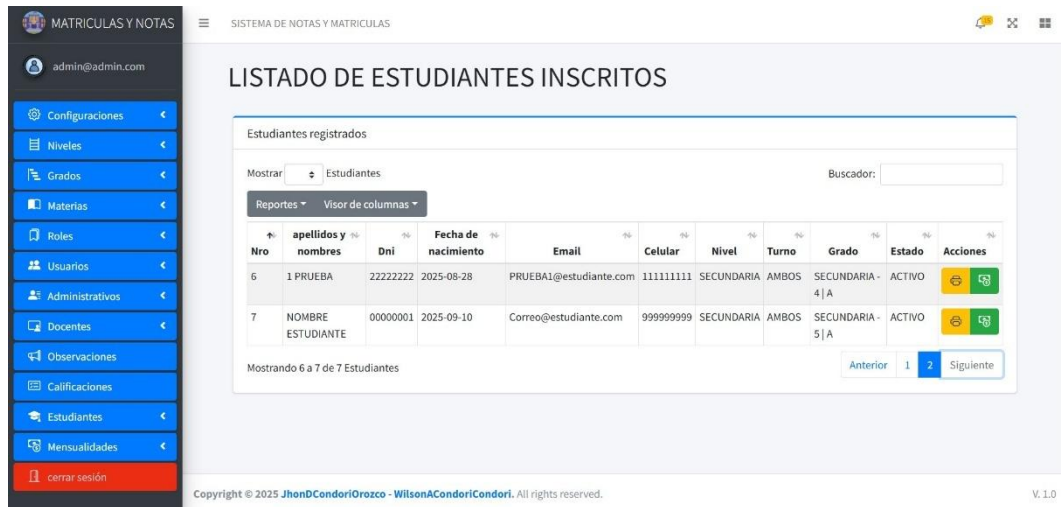 MATRICULAS Y NOTAS
SISTEMA DE NOTAS Y MATRICULAS
15
admin@admin.com
Configuraciones
Niveles
Grados
Materias
Roles
Usuarios
Administrativos
Docentes
Observaciones
Calificaciones
Estudiantes
Mensualidades
cerrar sesión
LISTADO DE ESTUDIANTES INSCRITOS
Estudiantes registrados
Mostrar Estudiantes Buscador:
Reportes Visor de columnas
Nro apellidos y nombres Dni Fecha de nacimiento Email Celular Nivel Turno Grado Estado Acciones
6 1 PRUEBA 22222222 2025-08-28 PRUEBA1@estudiante.com 111111111 SECUNDARIA AMBOS SECUNDARIA - 4 | A ACTIVO
7 NOMBRE ESTUDIANTE 00000001 2025-09-10 Correo@estudiante.com 999999999 SECUNDARIA AMBOS SECUNDARIA - 5 | A ACTIVO
Mostrando 6 a 7 de 7 Estudiantes
Anterior 1 2 Siguiente
Copyright © 2025 JhonDCondoriOrozco - WilsonACondoriCondori. All rights reserved. V. 1.0